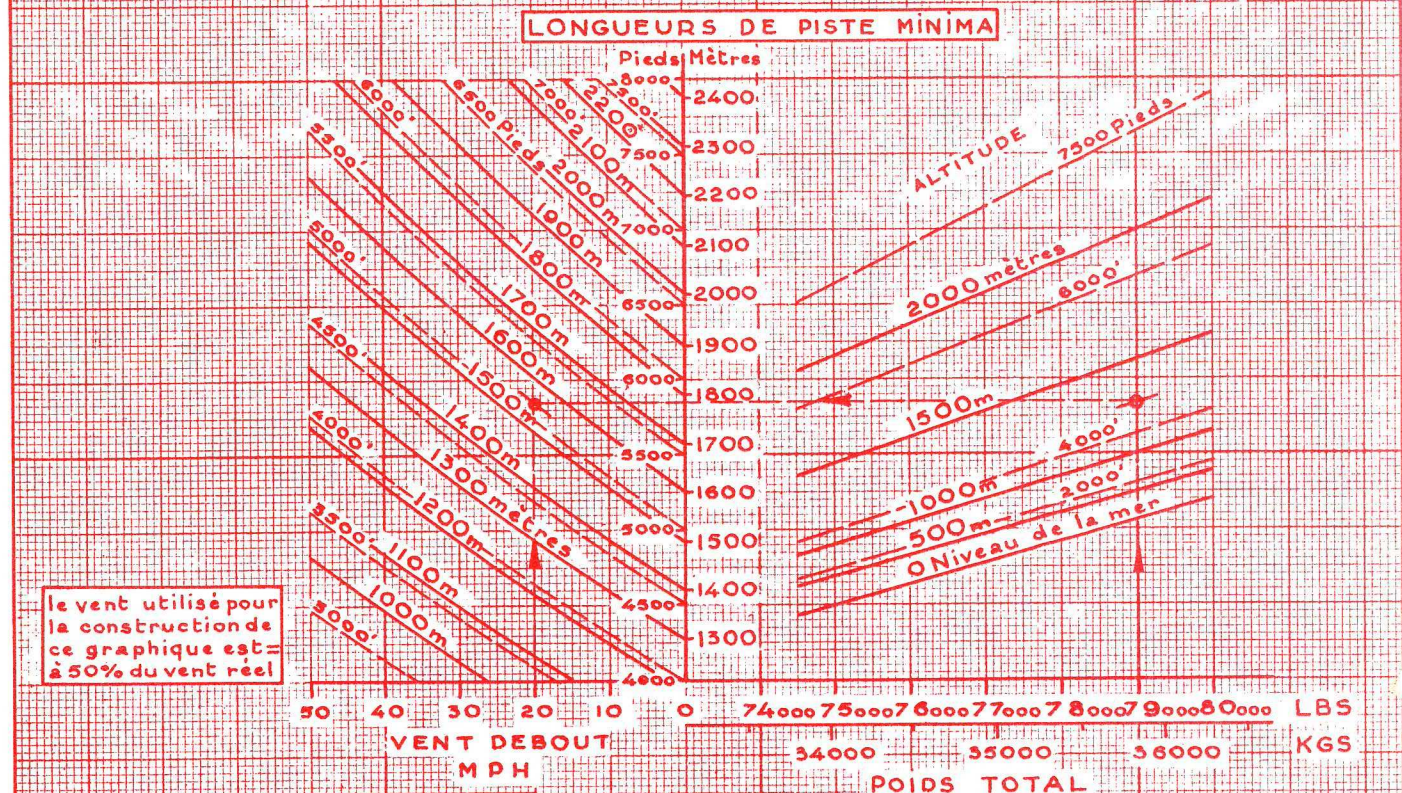 LONGUEURS DE PISTE MINIMA
Pieds Mètres
8000
7500
7000
6500
6000
5500
5000
4500
4000
2400
2300
2200
2100
2000
1900
1800
1700
1600
1500
1400
1300
7500'
2200
7000'
2100m
6500 Pieds
2000m
6000'
1900m
1800m
5500'
1700m
1600m
5000'
1500m
4500'
1400m
1300 mètres
4000'
1200m
3500'
1100m
1000m
3000'
ALTITUDE
7500 Pieds
2000 mètres
6000'
1500m
4000'
1000m
2000'
500m
0 Niveau de la mer
le vent utilisé pour
la construction de
ce graphique est =
à 50% du vent réel
50 40 30 20 10 0
VENT DEBOUT
MPH
74000 75000 76000 77000 78000 79000 80000 LBS
34000 35000 36000 KGS
POIDS TOTAL